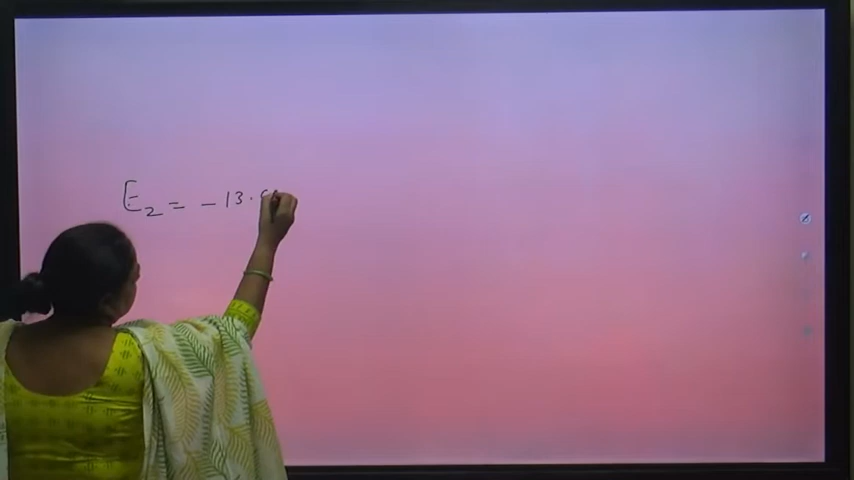 E₂ = - 13.